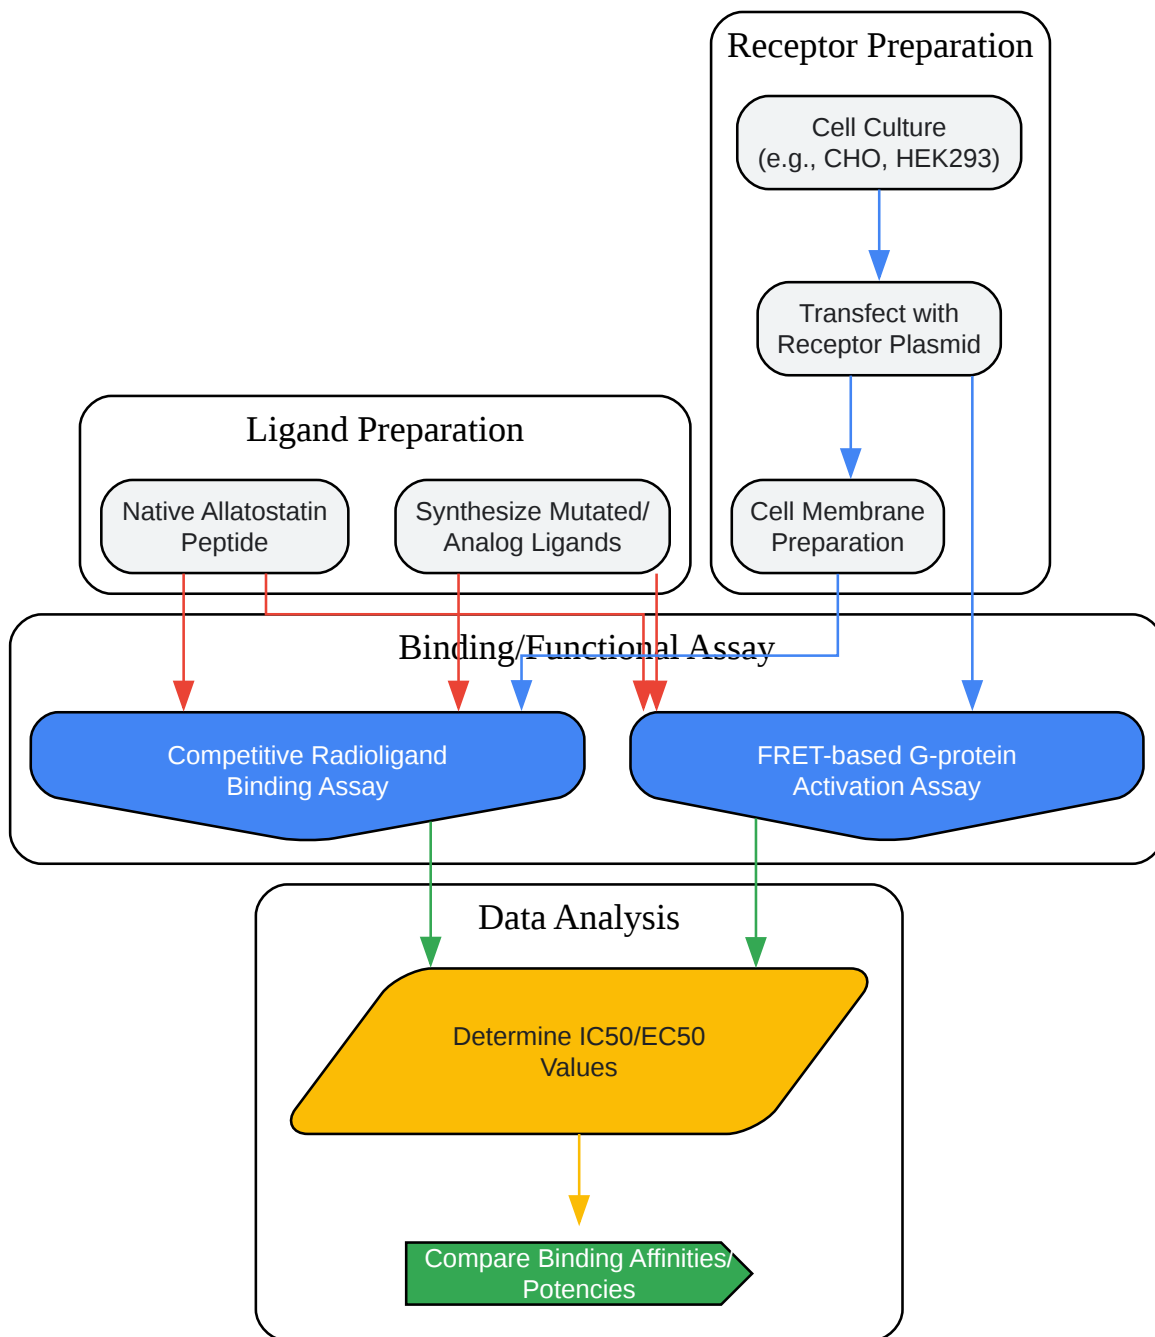 Receptor Preparation
Cell Culture
(e.g., CHO, HEK293)
Transfect with
Receptor Plasmid
Ligand Preparation
Native Allatostatin
Peptide
Synthesize Mutated/
Analog Ligands
Cell Membrane
Preparation
Binding/Functional Assay
Competitive Radioligand
Binding Assay
FRET-based G-protein
Activation Assay
Data Analysis
Determine IC50/EC50
Values
Compare Binding Affinities/
Potencies